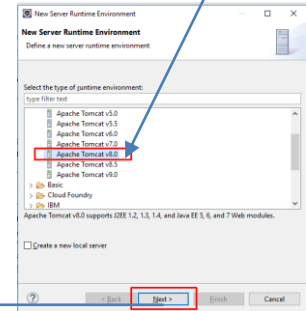 New Server Runtime Environment
New Server Runtime Environment
Define a new server runtime environment
Select the type of runtime environment:
type filter text
Apache Tomcat v5.0
Apache Tomcat v5.5
Apache Tomcat v6.0
Apache Tomcat v7.0
Apache Tomcat v8.0
Apache Tomcat v8.5
Apache Tomcat v9.0
Basic
Cloud Foundry
IBM
Apache Tomcat v8.0 supports J2EE 1.2, 1.3, 1.4, and Java EE 5, 6, and 7 Web modules.
Create a new local server
? < Back Next > Finish Cancel